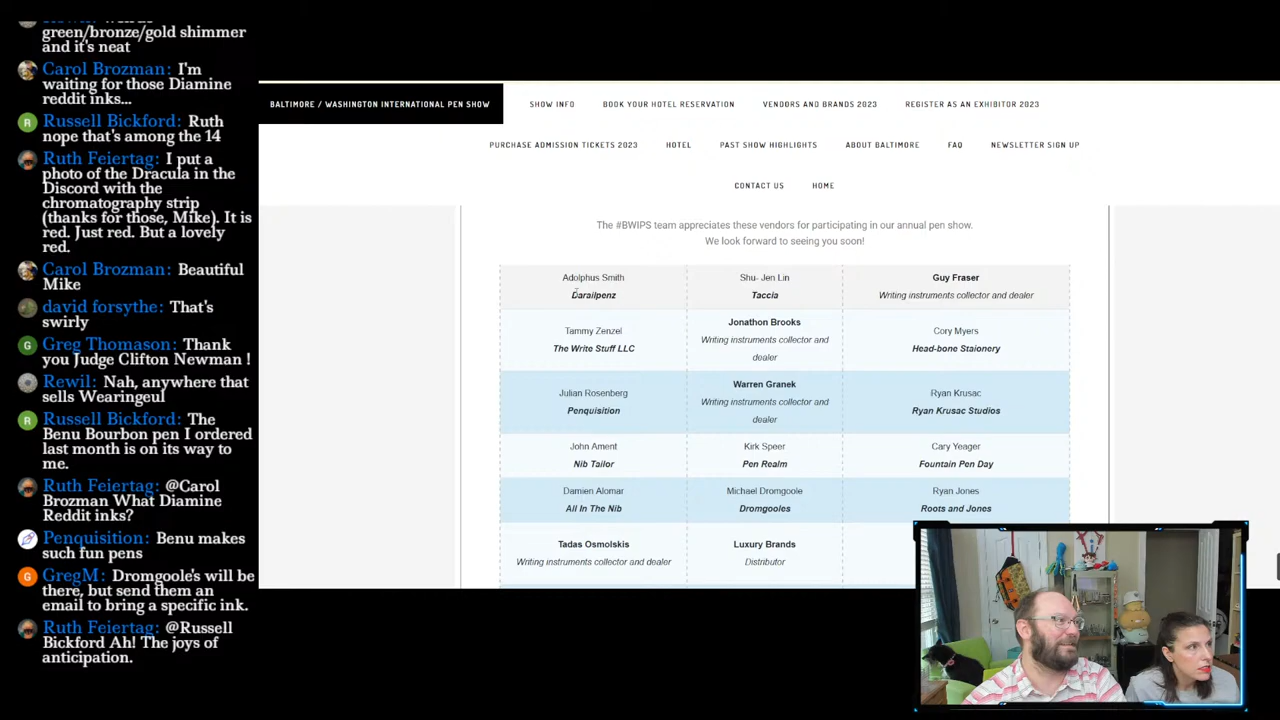 green/bronze/gold shimmer
and it's neat
Carol Brozman: I'm
waiting for those Diamine
reddit inks...
R
Russell Bickford: Ruth
nope that's among the 14
Ruth Feiertag: I put a
photo of the Dracula in the
Discord with the
chromatography strip
(thanks for those, Mike). It is
red. Just red. But a lovely
red.
Carol Brozman: Beautiful
Mike
david forsythe: That's
swirly
G
Greg Thomason: Thank
you Judge Clifton Newman !
Rewil: Nah, anywhere that
sells Wearingeul
R
Russell Bickford: The
Benu Bourbon pen I ordered
last month is on its way to
me.
Ruth Feiertag: @Carol
Brozman What Diamine
Reddit inks?
Penquisition: Benu makes
such fun pens
G
GregM: Dromgoole's will be
there, but send them an
email to bring a specific ink.
Ruth Feiertag: @Russell
Bickford Ah! The joys of
anticipation.
BALTIMORE / WASHINGTON INTERNATIONAL PEN SHOW
SHOW INFO BOOK YOUR HOTEL RESERVATION VENDORS AND BRANDS 2023 REGISTER AS AN EXHIBITOR 2023
PURCHASE ADMISSION TICKETS 2023 HOTEL PAST SHOW HIGHLIGHTS ABOUT BALTIMORE FAQ NEWSLETTER SIGN UP
CONTACT US HOME
The #BWIPS team appreciates these vendors for participating in our annual pen show.
We look forward to seeing you soon!
Adolphus Smith
Darailpenz
Shu- Jen Lin
Taccia
Guy Fraser
Writing instruments collector and dealer
Tammy Zenzel
The Write Stuff LLC
Jonathon Brooks
Writing instruments collector and
dealer
Cory Myers
Head-bone Staionery
Julian Rosenberg
Penquisition
Warren Granek
Writing instruments collector and
dealer
Ryan Krusac
Ryan Krusac Studios
John Ament
Nib Tailor
Kirk Speer
Pen Realm
Cary Yeager
Fountain Pen Day
Damien Alomar
All In The Nib
Michael Dromgoole
Dromgooles
Ryan Jones
Roots and Jones
Tadas Osmolskis
Writing instruments collector and dealer
Luxury Brands
Distributor